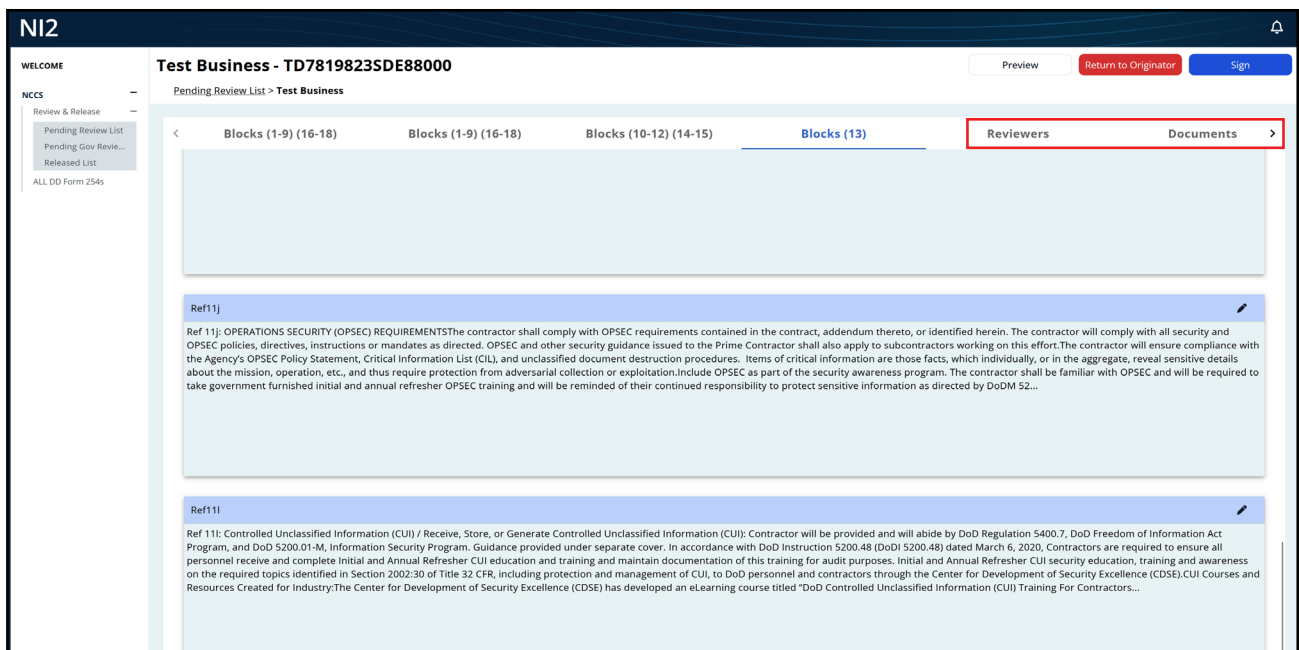 NI2
WELCOME
NCCS
Review & Release
Pending Review List
Pending Gov Revie...
Released List
ALL DD Form 254s
Test Business - TD7819823SDE88000
Preview
Return to Originator
Sign
Pending Review List > Test Business
Blocks (1-9) (16-18)
Blocks (1-9) (16-18)
Blocks (10-12) (14-15)
Blocks (13)
Reviewers
Documents
Ref11j
Ref 11j: OPERATIONS SECURITY (OPSEC) REQUIREMENTSThe contractor shall comply with OPSEC requirements contained in the contract, addendum thereto, or identified herein. The contractor will comply with all security and
OPSEC policies, directives, instructions or mandates as directed. OPSEC and other security guidance issued to the Prime Contractor shall also apply to subcontractors working on this effort.The contractor will ensure compliance with
the Agency's OPSEC Policy Statement, Critical Information List (CIL), and unclassified document destruction procedures. Items of critical information are those facts, which individually, or in the aggregate, reveal sensitive details
about the mission, operation, etc., and thus require protection from adversarial collection or exploitation.Include OPSEC as part of the security awareness program. The contractor shall be familiar with OPSEC and will be required to
take government furnished initial and annual refresher OPSEC training and will be reminded of their continued responsibility to protect sensitive information as directed by DoDM 52...
Ref11l
Ref 11l: Controlled Unclassified Information (CUI) / Receive, Store, or Generate Controlled Unclassified Information (CUI): Contractor will be provided and will abide by DoD Regulation 5400.7, DoD Freedom of Information Act
Program, and DoD 5200.01-M, Information Security Program. Guidance provided under separate cover. In accordance with DoD Instruction 5200.48 (DoDI 5200.48) dated March 6, 2020, Contractors are required to ensure all
personnel receive and complete Initial and Annual Refresher CUI education and training and maintain documentation of this training for audit purposes. Initial and Annual Refresher CUI security education, training and awareness
on the required topics identified in Section 2002:30 of Title 32 CFR, including protection and management of CUI, to DoD personnel and contractors through the Center for Development of Security Excellence (CDSE).CUI Courses and
Resources Created for Industry:The Center for Development of Security Excellence (CDSE) has developed an eLearning course titled "DoD Controlled Unclassified Information (CUI) Training For Contractors...